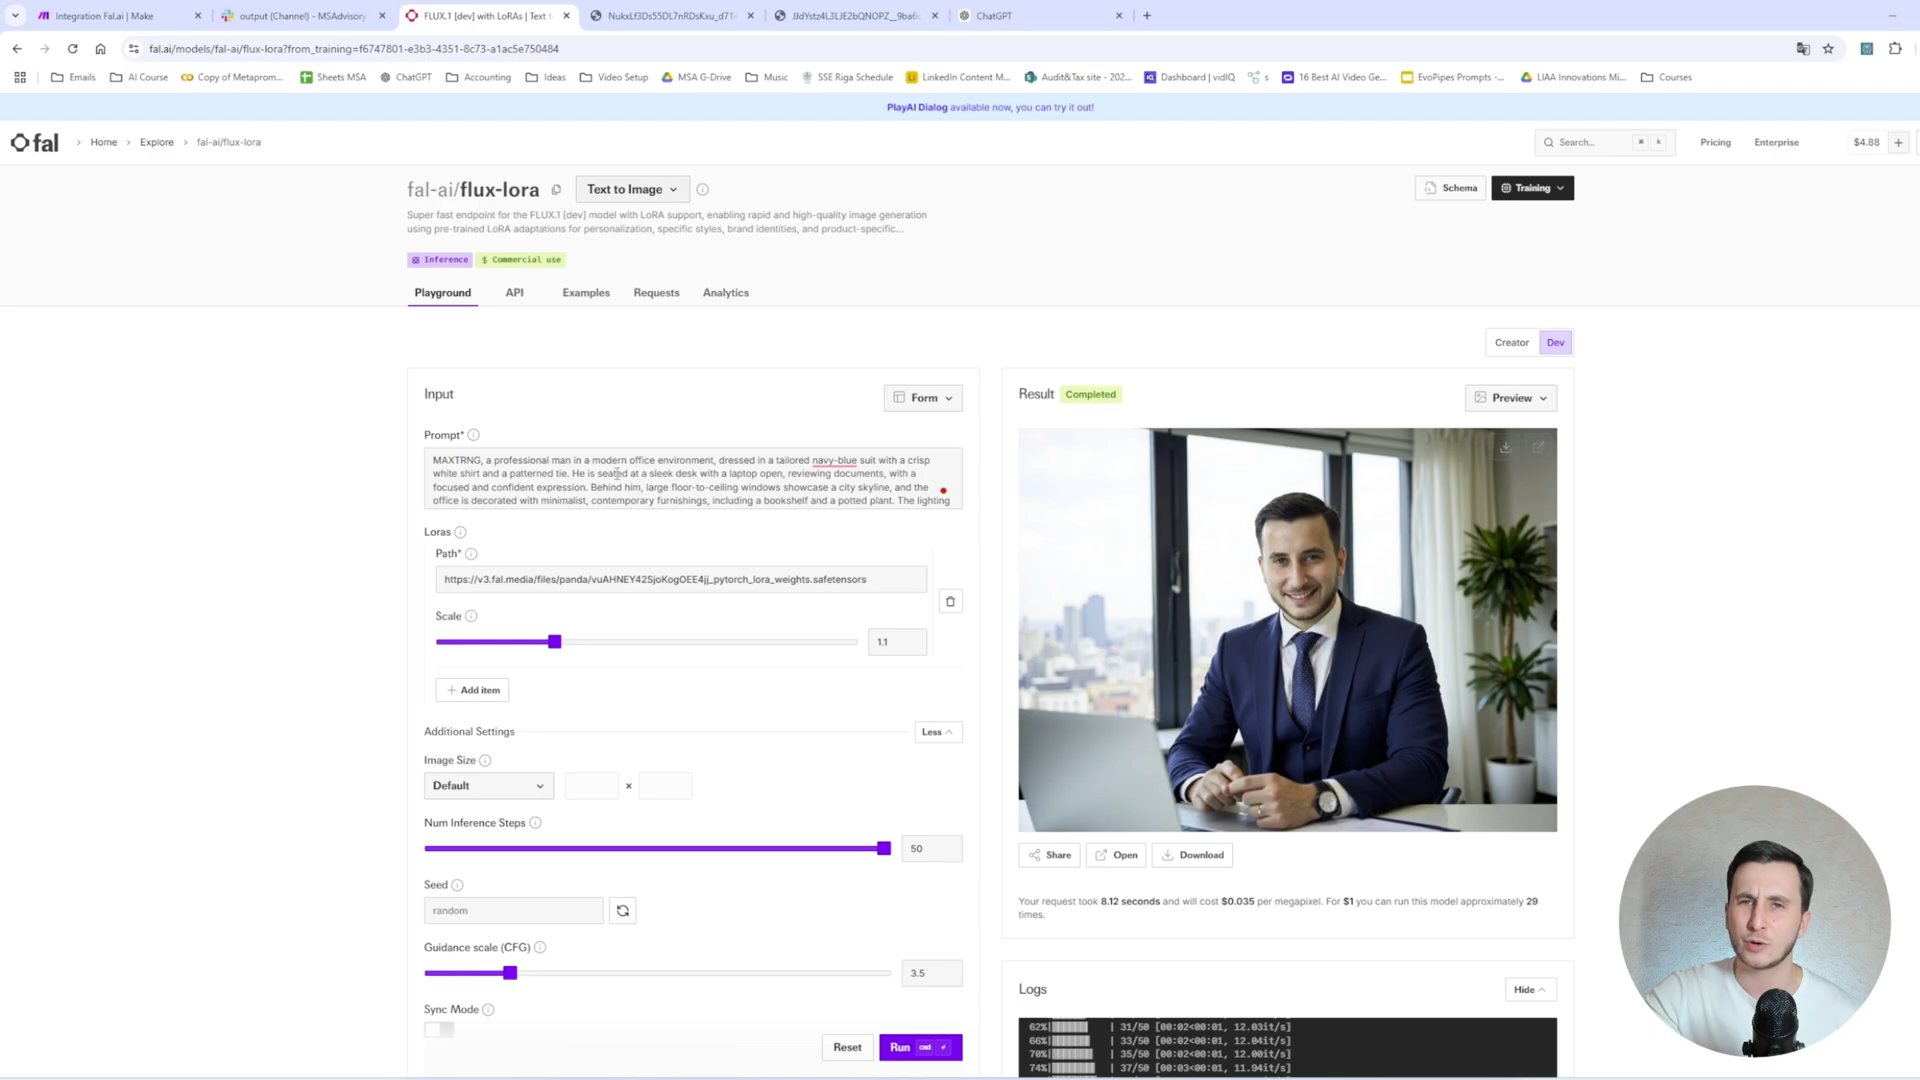 Integration Fal.ai | Make
output (Channel) - MSAdvisory
FLUX.1 [dev] with LoRAs | Text t
NukxLf3Ds55DL7nRDsKxu_d71
ChatGPT
fal.ai/models/fal-ai/flux-lora?from_training=f6747801-e3b3-4351-8c73-a1ac5e750484
Emails
AI Course
Copy of Metaprom...
Sheets MSA
ChatGPT
Accounting
Ideas
Video Setup
MSA G-Drive
Music
SSE Riga Schedule
LinkedIn Content M...
Audit&Tax site - 202...
Dashboard | vidIQ
s
16 Best AI Video Ge...
EvoPipes Prompts -...
LIAA Innovations Mi...
Courses
PlayAI Dialog available now, you can try it out!
fal
Home
Explore
fal-ai/flux-lora
Search...
⌘
k
Pricing
Enterprise
$4.88
fal-ai/flux-lora
Text to Image
Schema
Training
Super fast endpoint for the FLUX.1 [dev] model with LoRA support, enabling rapid and high-quality image generation
using pre-trained LoRA adaptations for personalization, specific styles, brand identities, and product-specific...
Inference
$ Commercial use
Playground
API
Examples
Requests
Analytics
Creator
Dev
Input
Form
Prompt*
MAXTRNG, a professional man in a modern office environment, dressed in a tailored navy-blue suit with a crisp
white shirt and a patterned tie. He is seated at a sleek desk with a laptop open, reviewing documents, with a
focused and confident expression. Behind him, large floor-to-ceiling windows showcase a city skyline, and the
office is decorated with minimalist, contemporary furnishings, including a bookshelf and a potted plant. The lighting
Loras
Path*
https://v3.fal.media/files/panda/vuAHNEY42SjoKogOEE4jj_pytorch_lora_weights.safetensors
Scale
1.1
+ Add item
Additional Settings
Less
Image Size
Default
×
Num Inference Steps
50
Seed
random
Guidance scale (CFG)
3.5
Sync Mode
Reset
Run
cmd
Result
Completed
Preview
Share
Open
Download
Your request took 8.12 seconds and will cost $0.035 per megapixel. For $1 you can run this model approximately 29
times.
Logs
Hide
62%| | 31/50 [00:02<00:01, 12.03it/s]
66%| | 33/50 [00:02<00:01, 12.04it/s]
70%| | 35/50 [00:02<00:01, 12.00it/s]
74%| | 37/50 [00:03<00:01, 11.94it/s]